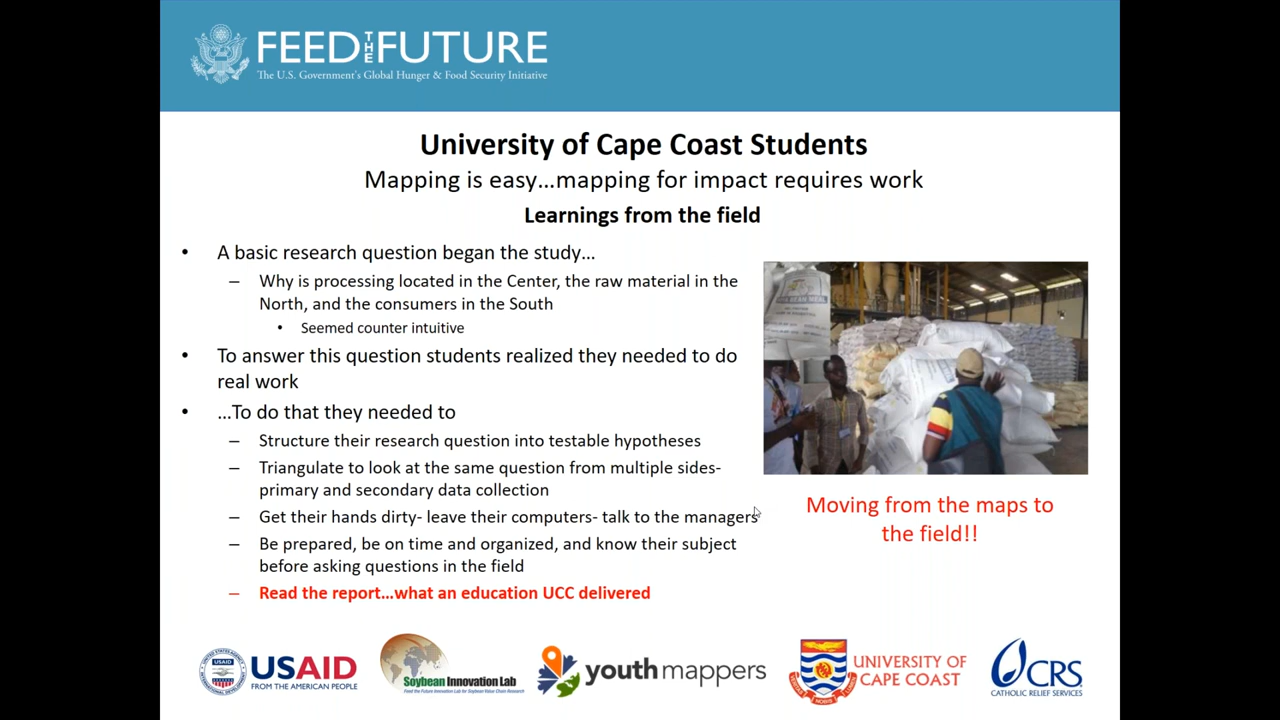 FEED THE FUTURE
The U.S. Government's Global Hunger & Food Security Initiative
University of Cape Coast Students
Mapping is easy...mapping for impact requires work
Learnings from the field
• A basic research question began the study...
– Why is processing located in the Center, the raw material in the
North, and the consumers in the South
• Seemed counter intuitive
• To answer this question students realized they needed to do
real work
• ...To do that they needed to
– Structure their research question into testable hypotheses
– Triangulate to look at the same question from multiple sides-
primary and secondary data collection
– Get their hands dirty- leave their computers- talk to the managers
– Be prepared, be on time and organized, and know their subject
before asking questions in the field
– Read the report...what an education UCC delivered
Moving from the maps to
the field!!
USAID
USAID
FROM THE AMERICAN PEOPLE
Soybean Innovation Lab
Feed the Future Innovation Lab for Soybean Value Chain Research
youthmappers
UNIVERSITY OF
CAPE COAST
CRS
CATHOLIC RELIEF SERVICES